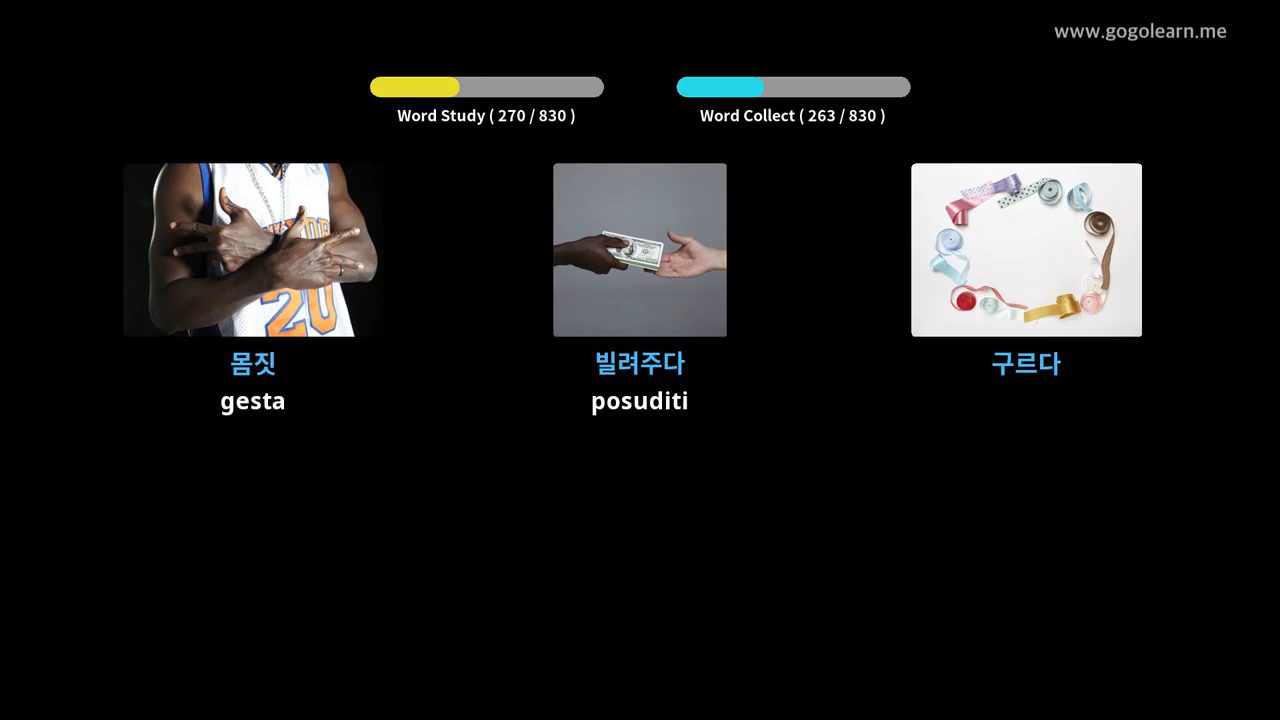 www.gogolearn.me
Word Study ( 270 / 830 )
Word Collect ( 263 / 830 )
20
몸짓
빌려주다
구르다
gesta
posuditi